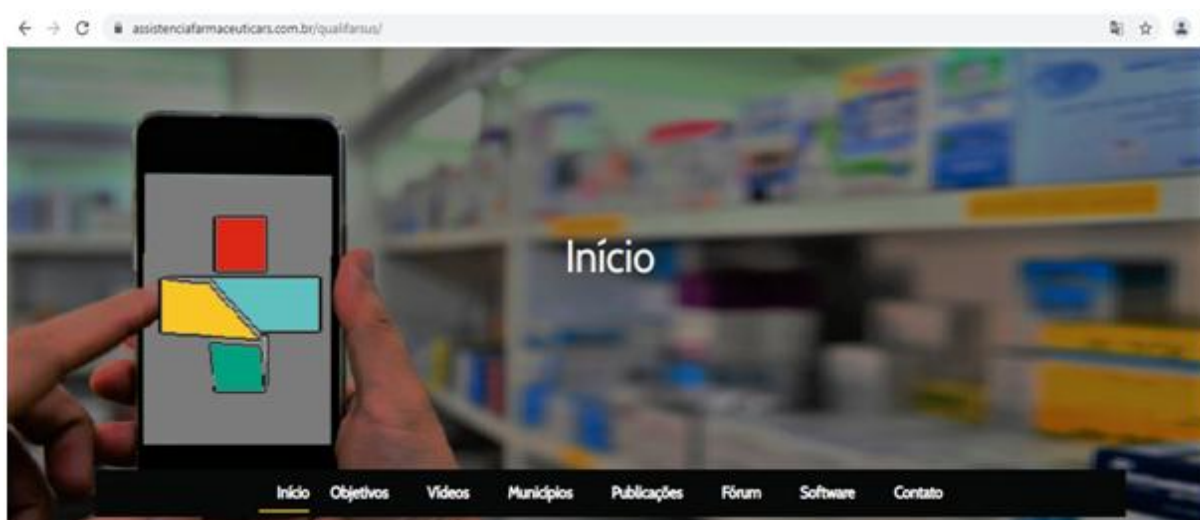 assistenciafarmaceuticars.com.br/qualifarsus/
Início
Início Objetivos Vídeos Municípios Publicações Fórum Software Contato